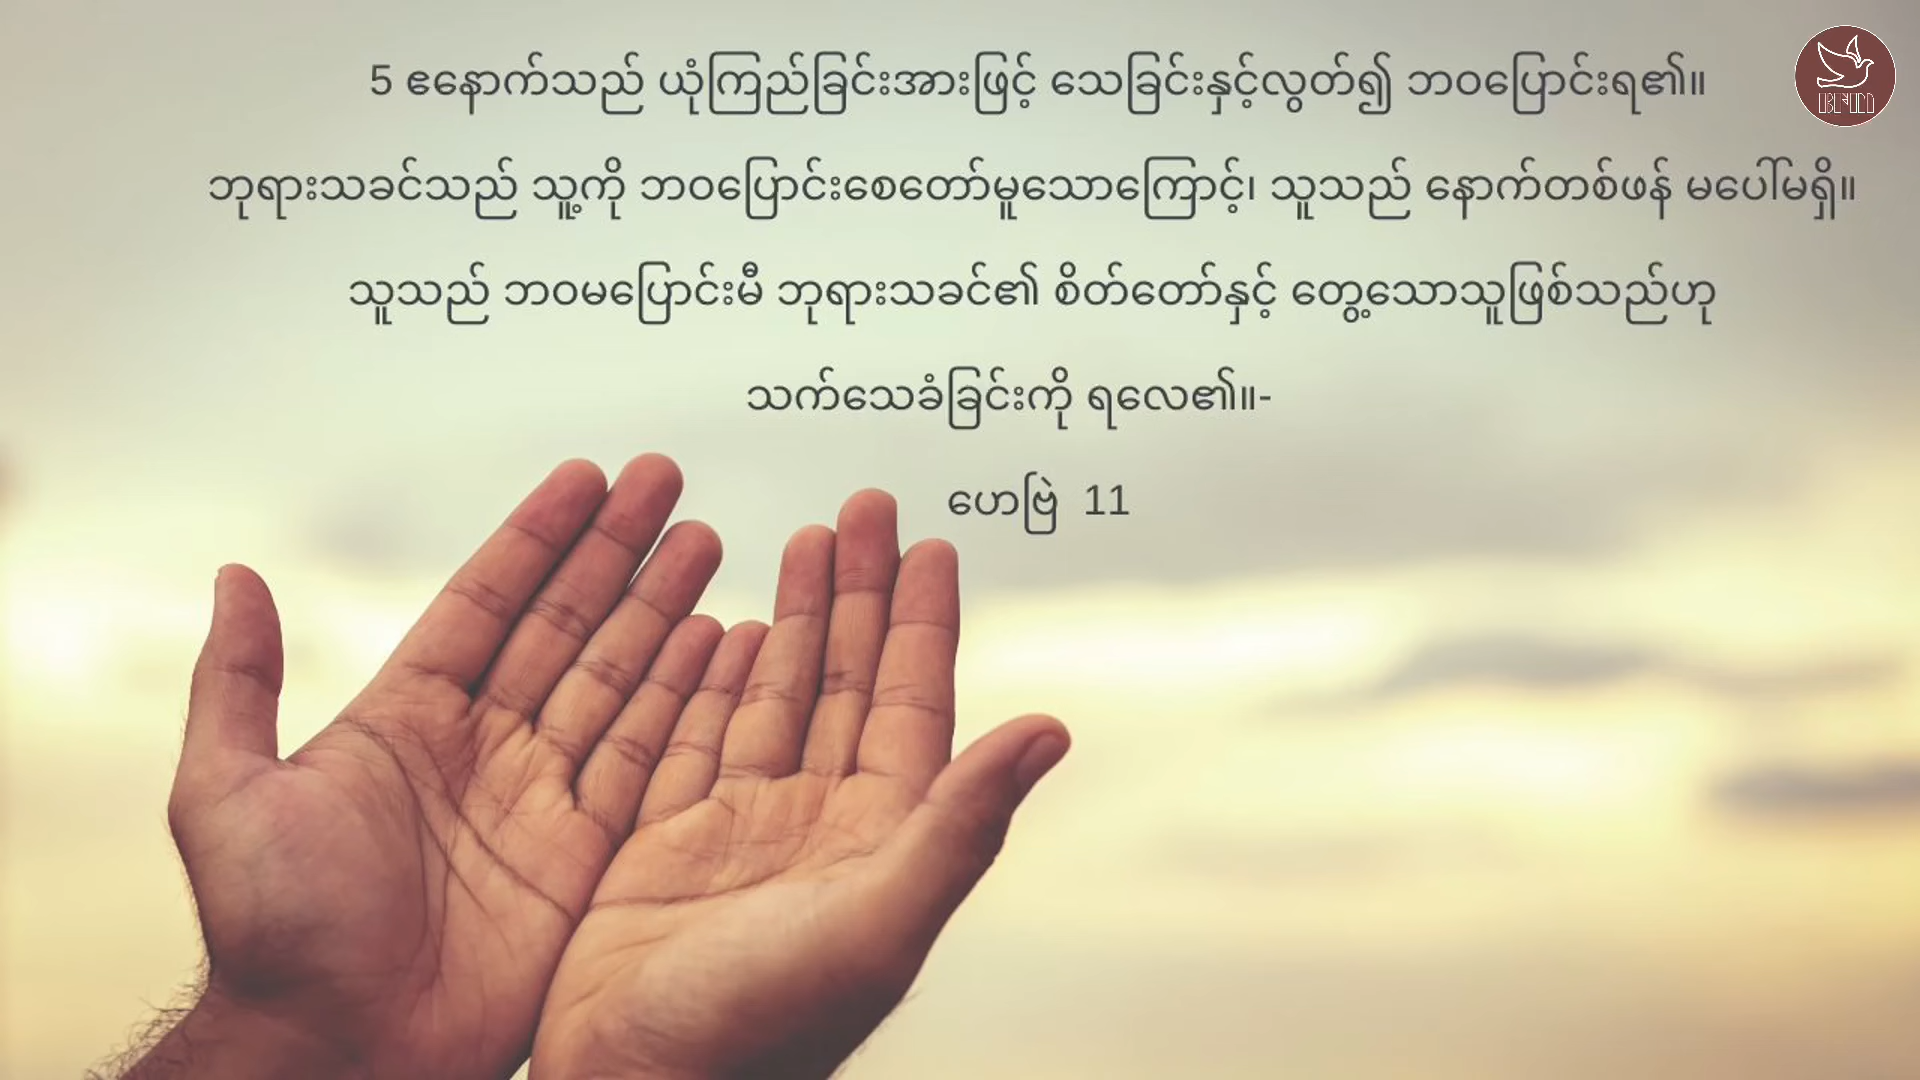 5 ဧနောက်သည် ယုံကြည်ခြင်းအားဖြင့် သေခြင်းနှင့်လွတ်၍ ဘဝပြောင်းရ၏။
ဘုရားသခင်သည် သူ့ကို ဘဝပြောင်းစေတော်မူသောကြောင့်၊ သူသည် နောက်တစ်ဖန် မပေါ်မရှိ။
သူသည် ဘဝမပြောင်းမီ ဘုရားသခင်၏ စိတ်တော်နှင့် တွေ့သောသူဖြစ်သည်ဟု
သက်သေခံခြင်းကို ရလေ၏။-
ဟေဗြဲ 11